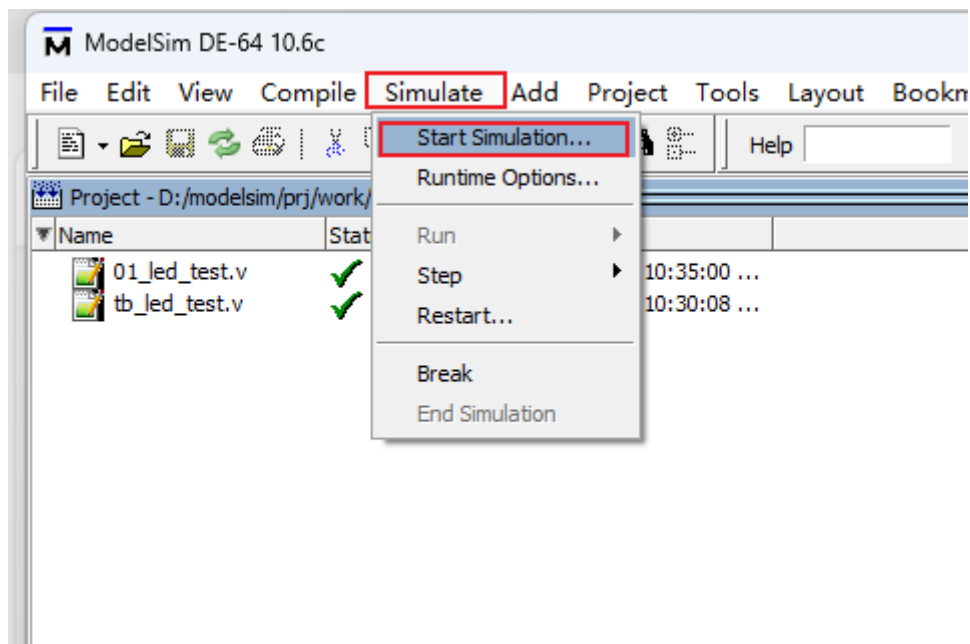 ModelSim DE-64 10.6c
File Edit View Compile Simulate Add Project Tools Layout
Start Simulation...
Help
Runtime Options...
Project - D:/modelsim/prj/work/
Name
Run
01_led_test.v 10:35:00 ...
Step
tb_led_test.v 10:30:08 ...
Restart...
Break
End Simulation